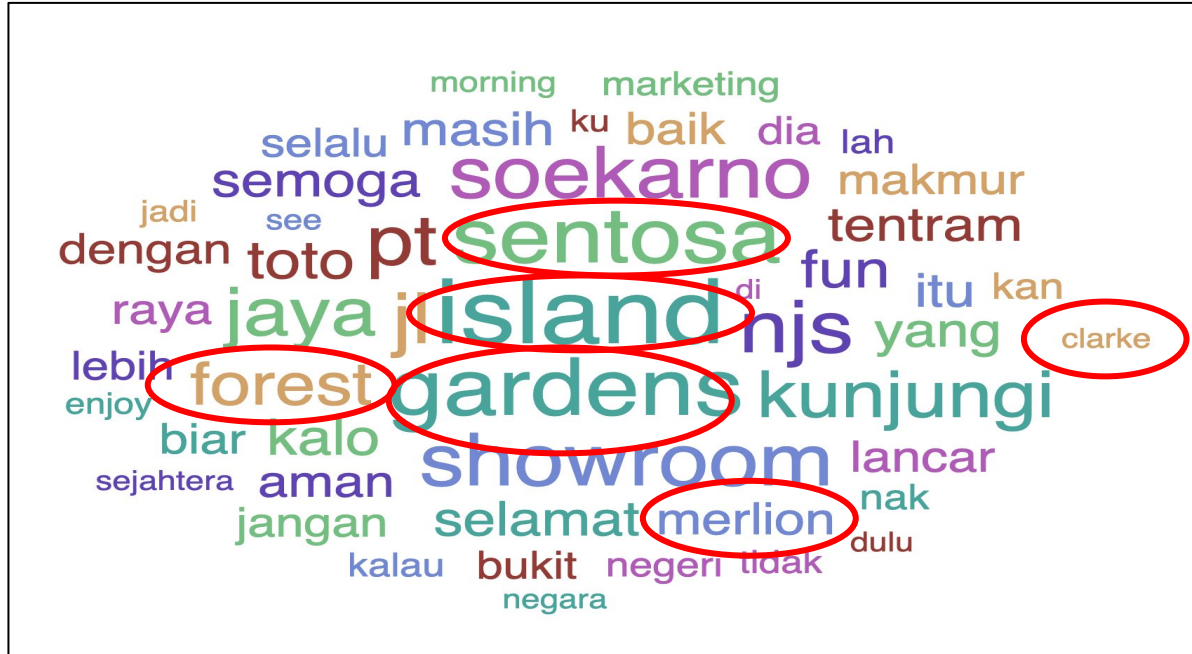 morning marketing
selalu masih ku baik dia lah
semoga soekarno makmur
jadi see sentosa tentram
dengan toto pt fun
raya jaya jl island di njs itu kan
yang clarke
lebih forest gardens kunjungi
enjoy
biar kalo showroom lancar
sejahtera aman nak
jangan selamat merlion dulu
kalau bukit negeri tidak
negara